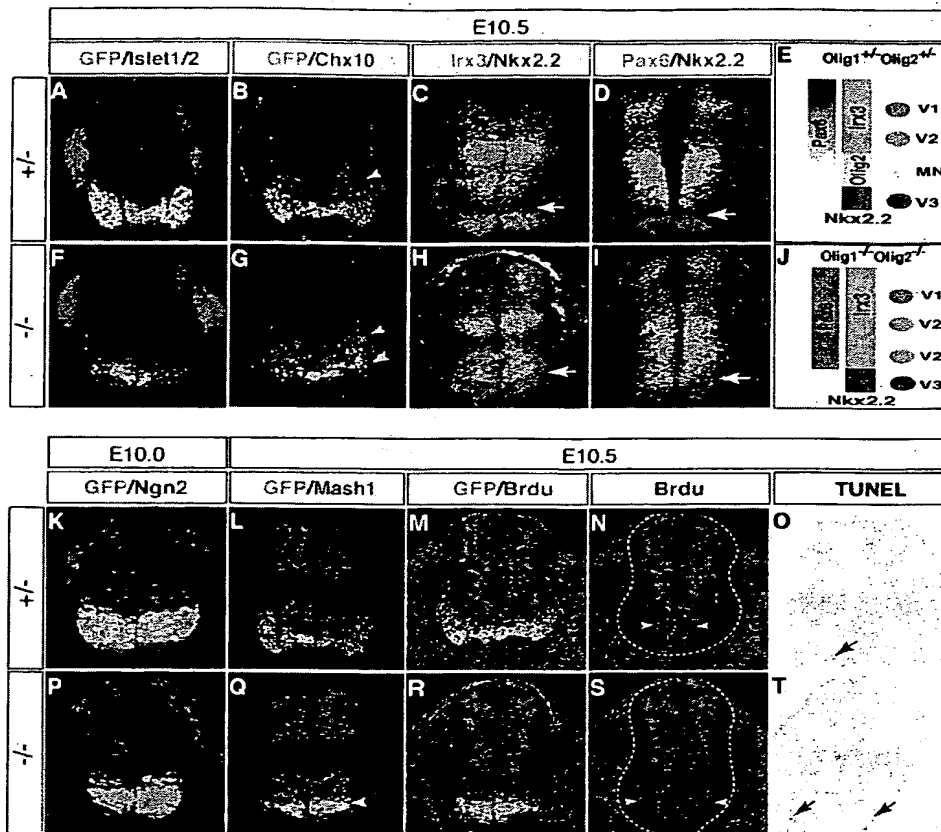 E10.5
GFP/Islet1/2
GFP/Chx10
Irx3/Nkx2.2
Pax6/Nkx2.2
E
Olig1+/-Olig2+/-
A
B
C
D
+/-
Pax6
Irx3
Olig2
V1
V2
MN
V3
Nkx2.2
F
G
H
I
J
Olig1-/-Olig2-/-
-/-
Irx3
V1
V2
V2
V3
Nkx2.2
E10.0
E10.5
GFP/Ngn2
GFP/Mash1
GFP/Brdu
Brdu
TUNEL
K
L
M
N
O
+/-
P
Q
R
S
T
-/-